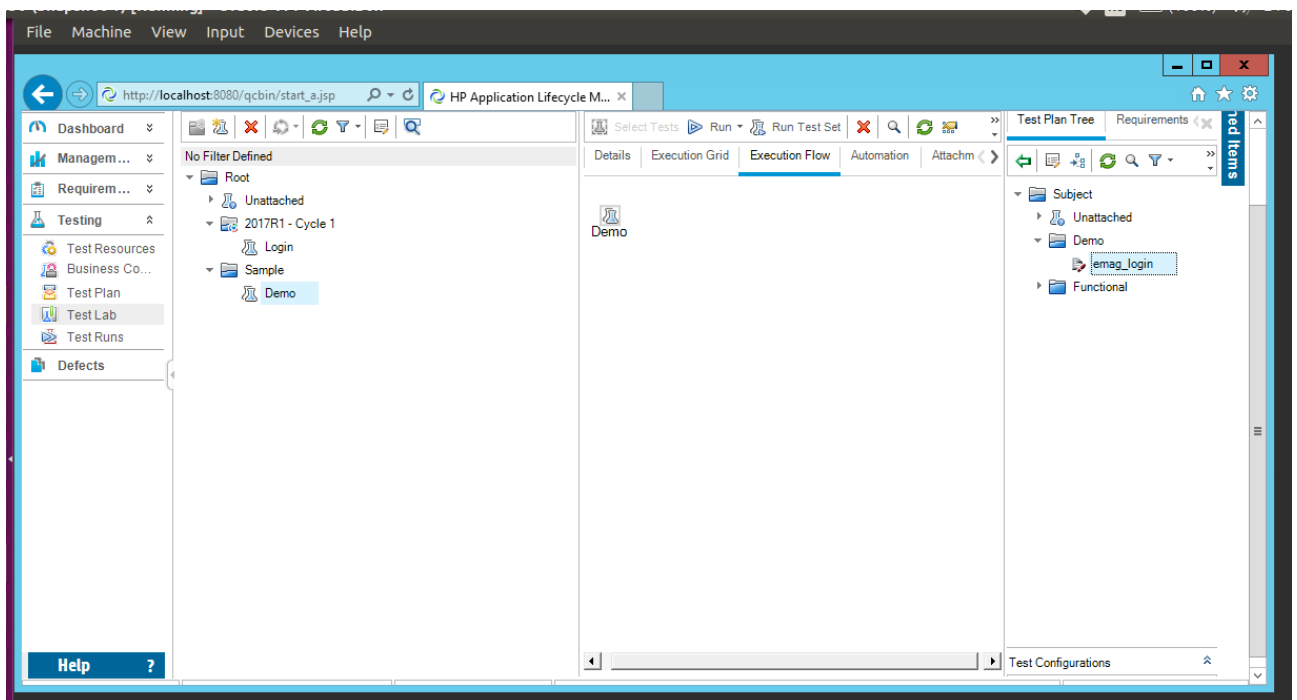 File Machine View Input Devices Help
http://localhost:8080/qcbin/start_a.jsp
HP Application Lifecycle M...
Dashboard
Managem...
Requirem...
Testing
Test Resources
Business Co...
Test Plan
Test Lab
Test Runs
Defects
Help ?
No Filter Defined
Root
Unattached
2017R1 - Cycle 1
Login
Sample
Demo
Select Tests Run Run Test Set
Details Execution Grid Execution Flow Automation Attachm
Demo
Test Plan Tree Requirements
Subject
Unattached
Demo
emag_login
Functional
Test Configurations
ned Items